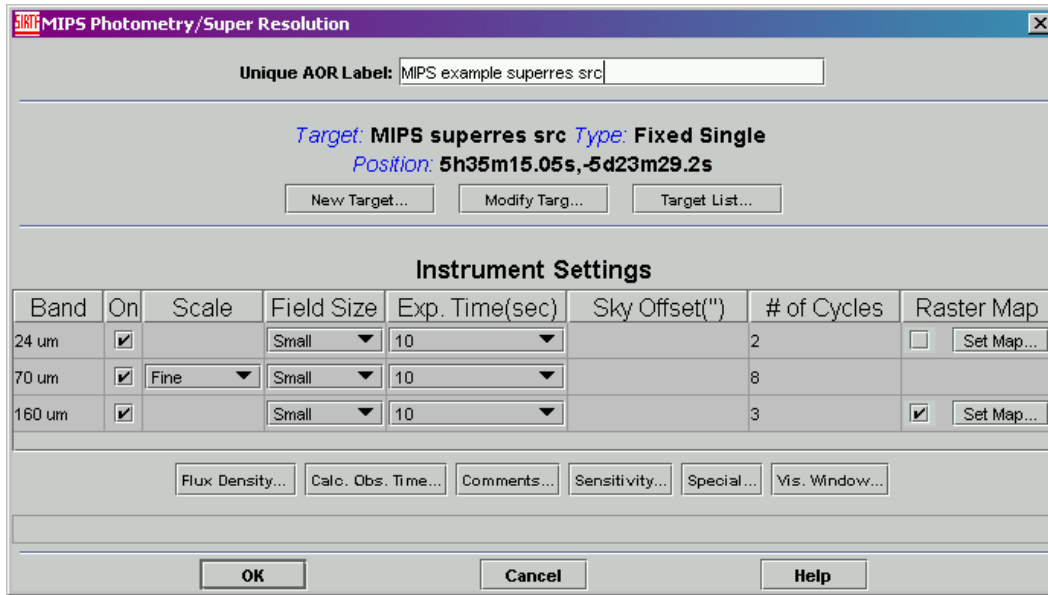 SIRTF MIPS Photometry/Super Resolution
Unique AOR Label: MIPS example superres src
Target: MIPS superres src Type: Fixed Single
Position: 5h35m15.05s,-5d23m29.2s
New Target... Modify Targ... Target List...
Instrument Settings
Band On Scale Field Size Exp. Time(sec) Sky Offset(") # of Cycles Raster Map
24 um Small 10 2 Set Map...
70 um Fine Small 10 8
160 um Small 10 3 Set Map...
Flux Density... Calc. Obs. Time... Comments... Sensitivity... Special... Vis. Window...
OK Cancel Help